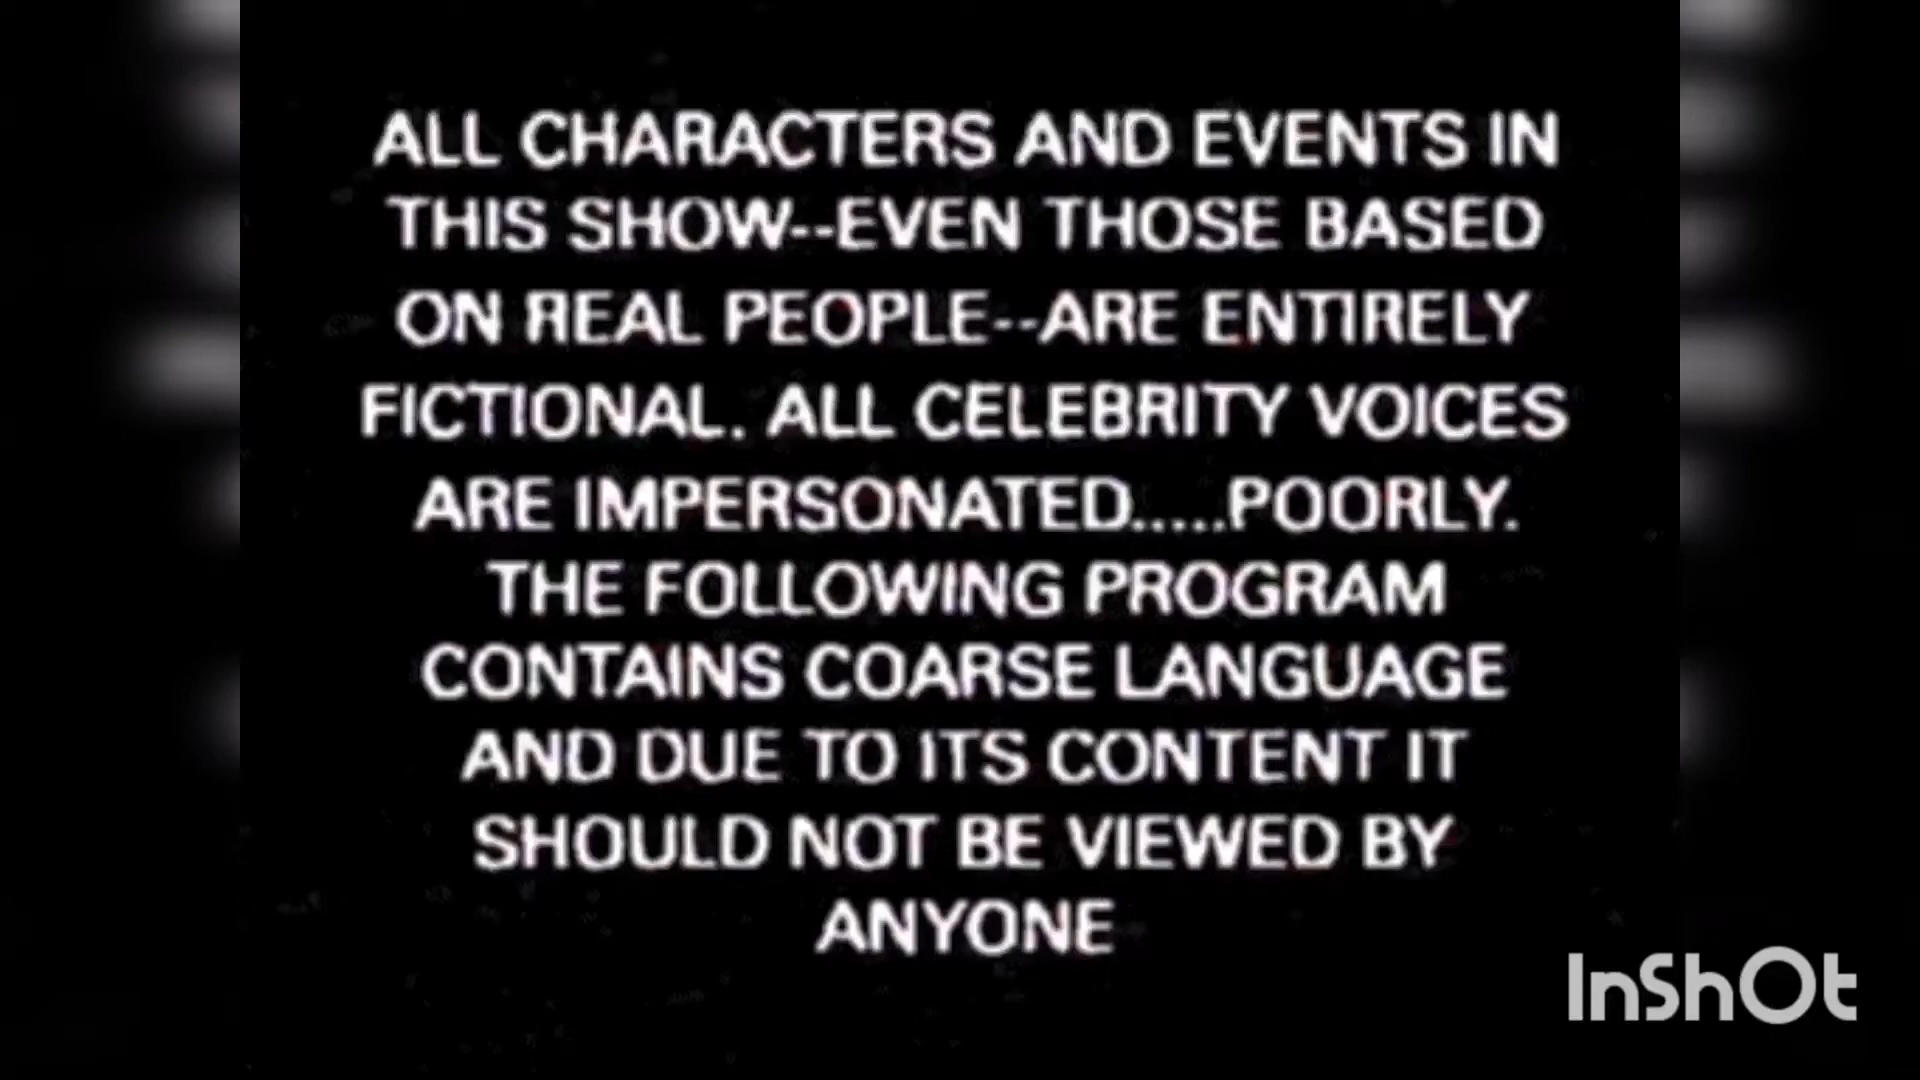 ALL CHARACTERS AND EVENTS IN
THIS SHOW--EVEN THOSE BASED
ON REAL PEOPLE--ARE ENTIRELY
FICTIONAL. ALL CELEBRITY VOICES
ARE IMPERSONATED.....POORLY.
THE FOLLOWING PROGRAM
CONTAINS COARSE LANGUAGE
AND DUE TO ITS CONTENT IT
SHOULD NOT BE VIEWED BY
ANYONE
InShOt